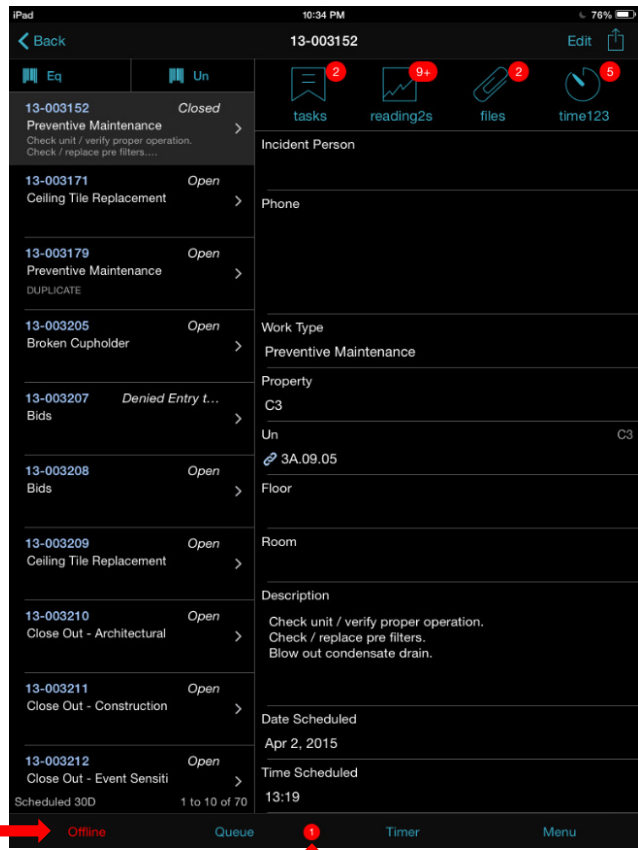 iPad 10:34 PM 76%
Back 13-003152 Edit
Eq Un
2 9+ 2 5
tasks reading2s files time123
13-003152 Closed
Preventive Maintenance
Check unit / verify proper operation.
Check / replace pre filters....
13-003171 Open
Ceiling Tile Replacement
13-003179 Open
Preventive Maintenance
DUPLICATE
13-003205 Open
Broken Cupholder
13-003207 Denied Entry t...
Bids
13-003208 Open
Bids
13-003209 Open
Ceiling Tile Replacement
13-003210 Open
Close Out - Architectural
13-003211 Open
Close Out - Construction
13-003212 Open
Close Out - Event Sensiti
Scheduled 30D 1 to 10 of 70
Incident Person
Phone
Work Type
Preventive Maintenance
Property
C3
Un C3
3A.09.05
Floor
Room
Description
Check unit / verify proper operation.
Check / replace pre filters.
Blow out condensate drain.
Date Scheduled
Apr 2, 2015
Time Scheduled
13:19
Offline Queue 1 Timer Menu